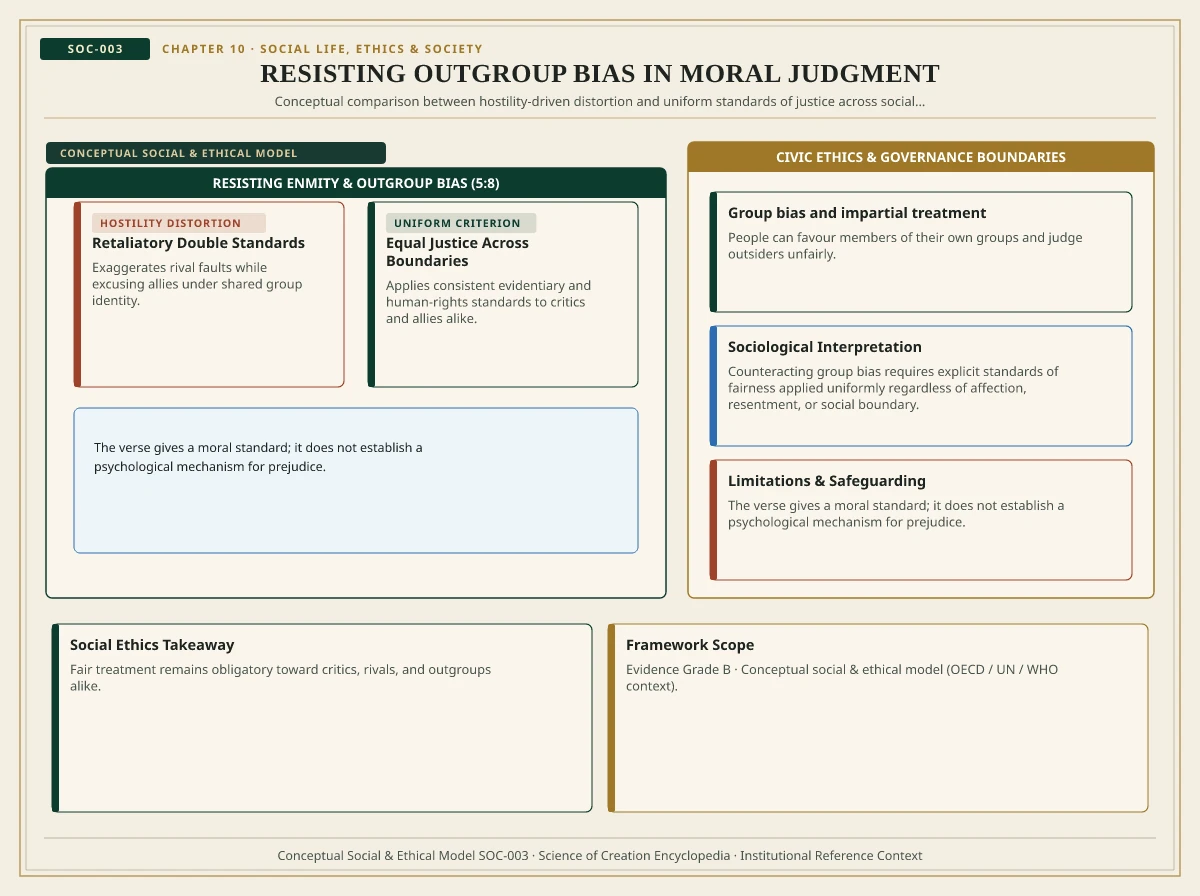 SOC-003
CHAPTER 10 · SOCIAL LIFE, ETHICS & SOCIETY
RESISTING OUTGROUP BIAS IN MORAL JUDGMENT
Conceptual comparison between hostility-driven distortion and uniform standards of justice across social...
CONCEPTUAL SOCIAL & ETHICAL MODEL
RESISTING ENMITY & OUTGROUP BIAS (5:8)
HOSTILITY DISTORTION
Retaliatory Double Standards
Exaggerates rival faults while
excusing allies under shared group
identity.
UNIFORM CRITERION
Equal Justice Across
Boundaries
Applies consistent evidentiary and
human-rights standards to critics
and allies alike.
The verse gives a moral standard; it does not establish a
psychological mechanism for prejudice.
CIVIC ETHICS & GOVERNANCE BOUNDARIES
Group bias and impartial treatment
People can favour members of their own groups and judge
outsiders unfairly.
Sociological Interpretation
Counteracting group bias requires explicit standards of
fairness applied uniformly regardless of affection,
resentment, or social boundary.
Limitations & Safeguarding
The verse gives a moral standard; it does not establish a
psychological mechanism for prejudice.
Social Ethics Takeaway
Fair treatment remains obligatory toward critics, rivals, and outgroups
alike.
Framework Scope
Evidence Grade B · Conceptual social & ethical model (OECD / UN / WHO
context).
Conceptual Social & Ethical Model SOC-003 · Science of Creation Encyclopedia · Institutional Reference Context